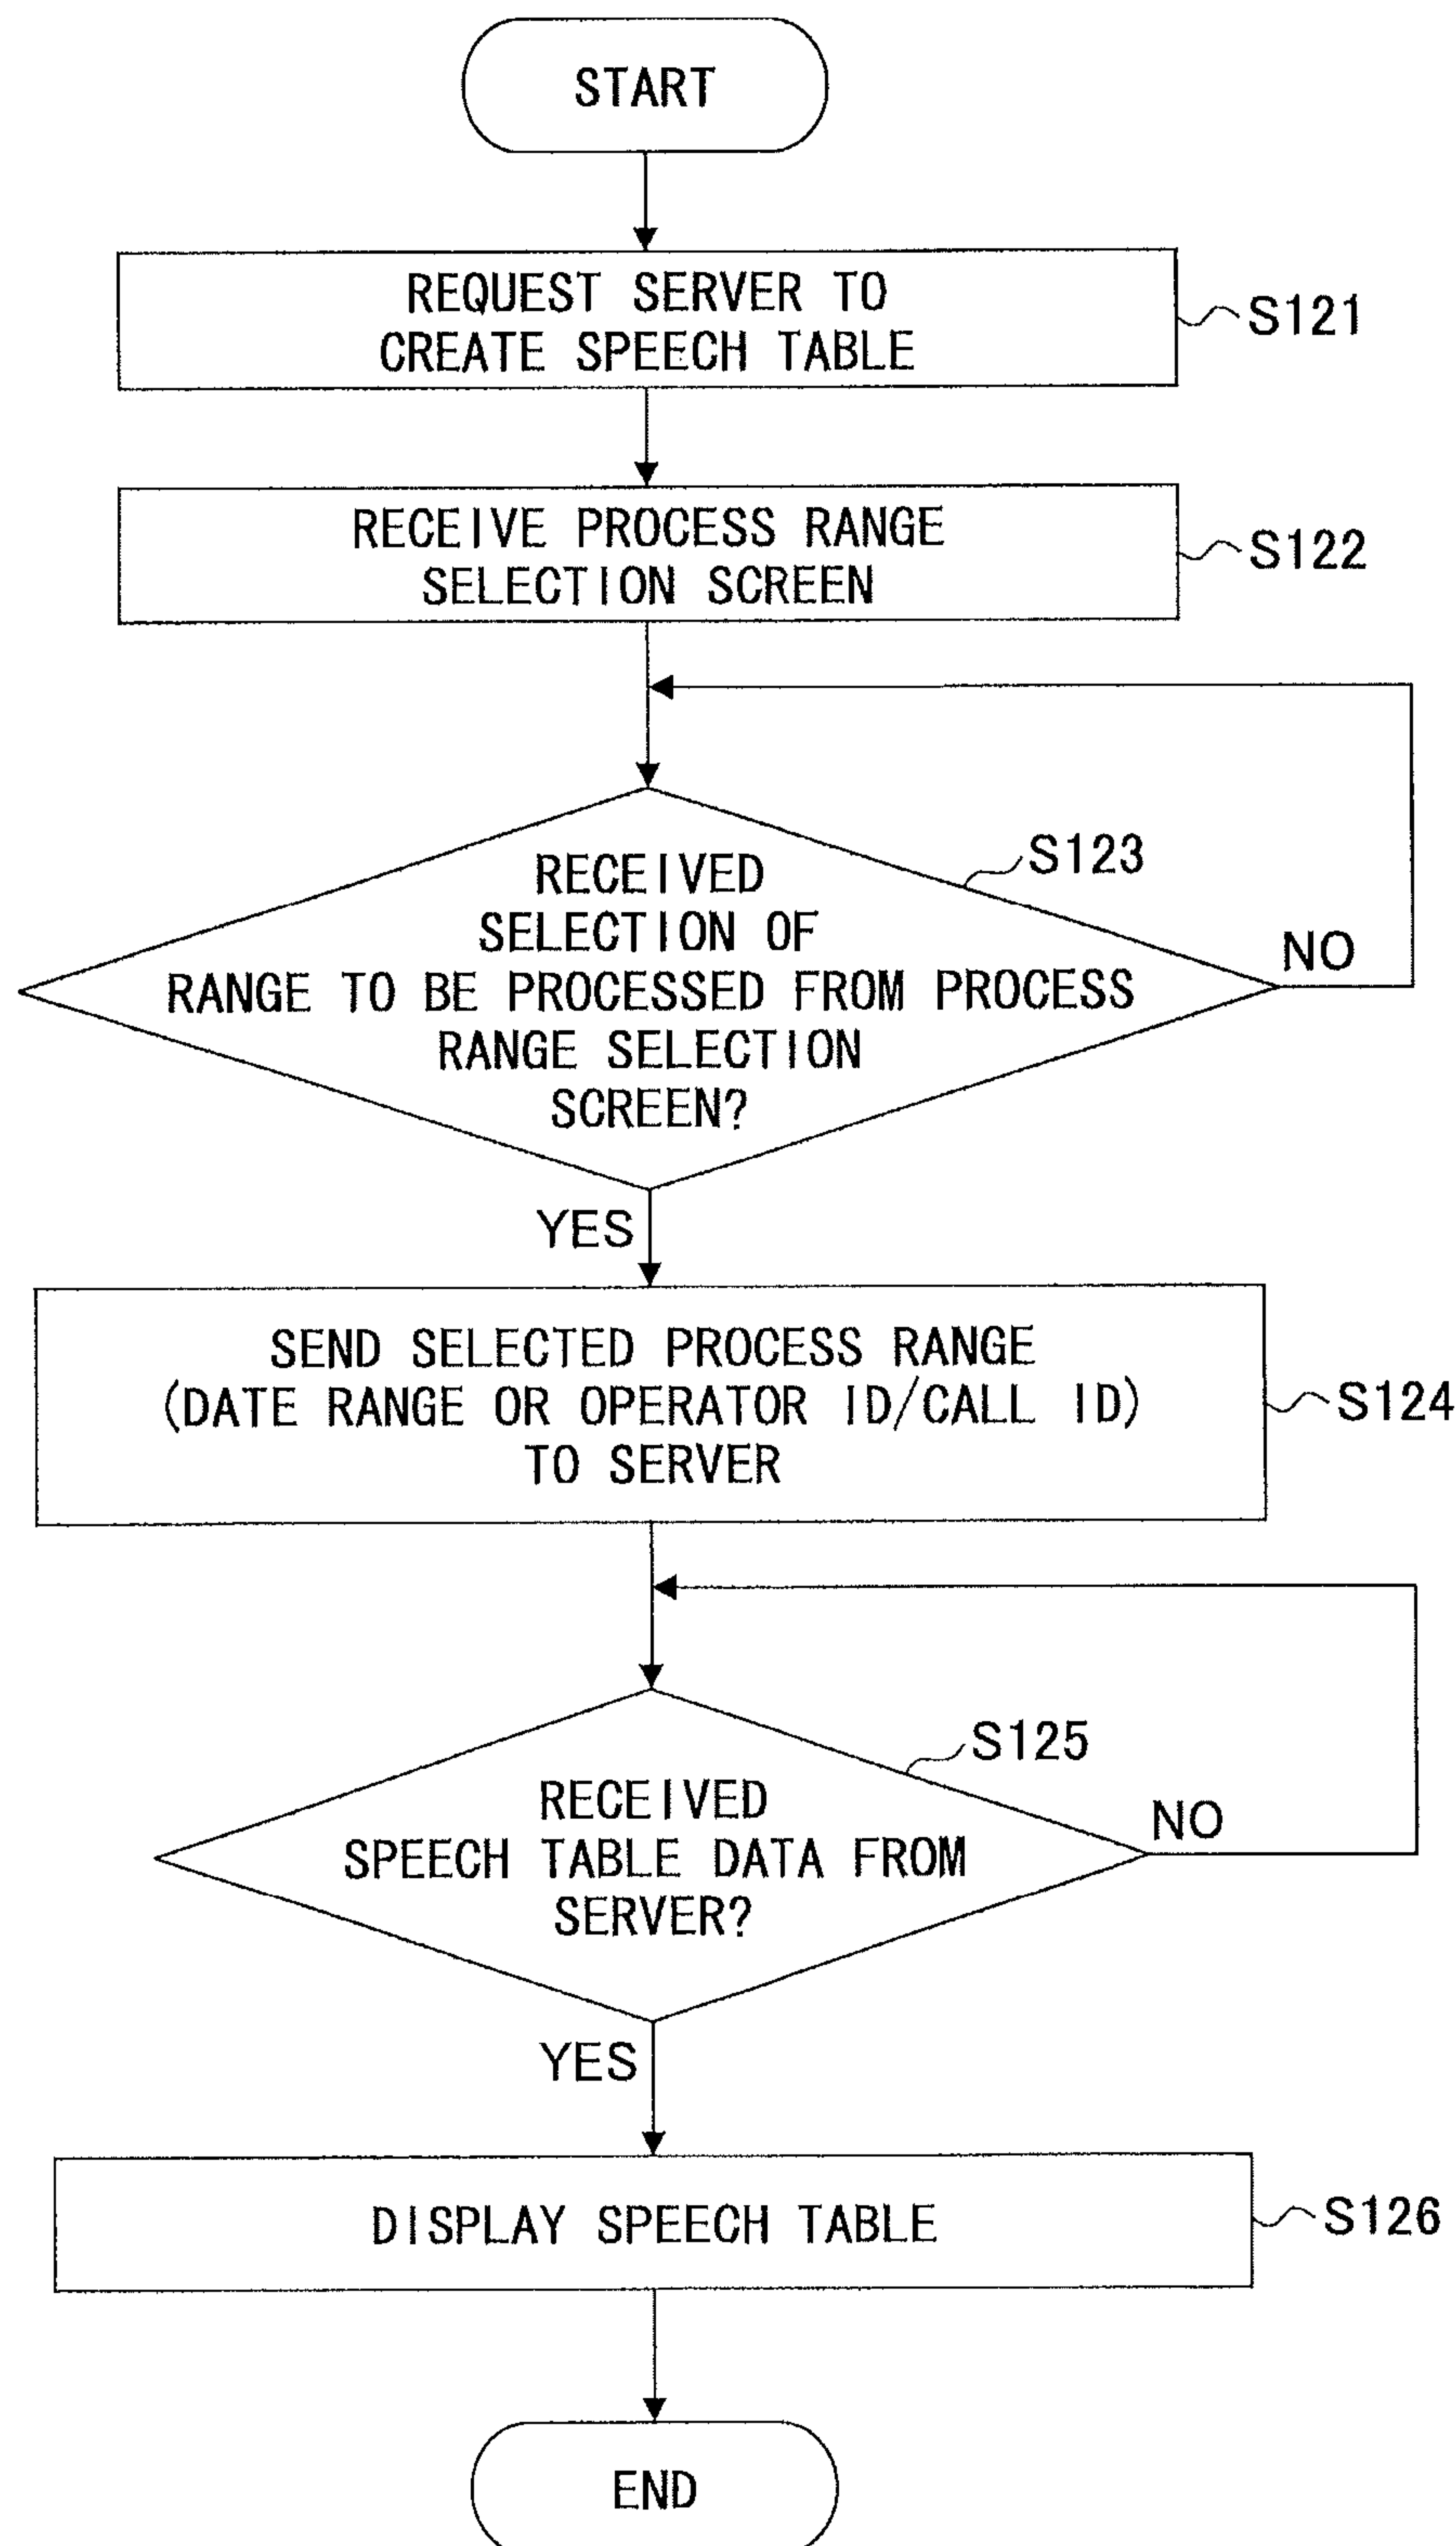 START
REQUEST SERVER TO
CREATE SPEECH TABLE
S121
RECEIVE PROCESS RANGE
SELECTION SCREEN
S122
RECEIVED
SELECTION OF
RANGE TO BE PROCESSED FROM PROCESS
RANGE SELECTION
SCREEN?
S123
NO
YES
SEND SELECTED PROCESS RANGE
(DATE RANGE OR OPERATOR ID/CALL ID)
TO SERVER
S124
RECEIVED
SPEECH TABLE DATA FROM
SERVER?
S125
NO
YES
DISPLAY SPEECH TABLE
S126
END